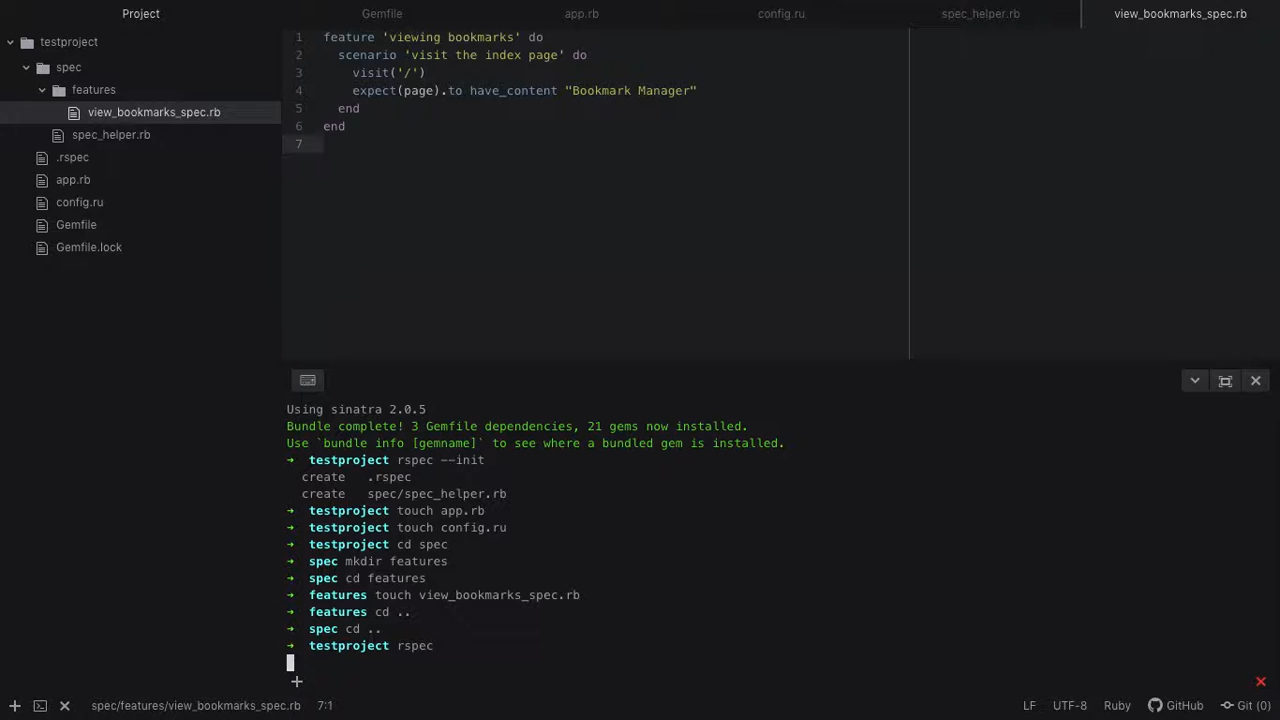 Project
Gemfile
app.rb
config.ru
spec_helper.rb
view_bookmarks_spec.rb
testproject
spec
features
view_bookmarks_spec.rb
spec_helper.rb
.rspec
app.rb
config.ru
Gemfile
Gemfile.lock
1 feature 'viewing bookmarks' do
2 scenario 'visit the index page' do
3 visit('/')
4 expect(page).to have_content "Bookmark Manager"
5 end
6 end
7
Using sinatra 2.0.5
Bundle complete! 3 Gemfile dependencies, 21 gems now installed.
Use `bundle info [gemname]` to see where a bundled gem is installed.
→ testproject rspec --init
create .rspec
create spec/spec_helper.rb
→ testproject touch app.rb
→ testproject touch config.ru
→ testproject cd spec
→ spec mkdir features
→ spec cd features
→ features touch view_bookmarks_spec.rb
→ features cd ..
→ spec cd ..
→ testproject rspec
spec/features/view_bookmarks_spec.rb 7:1
LF UTF-8 Ruby GitHub Git (0)